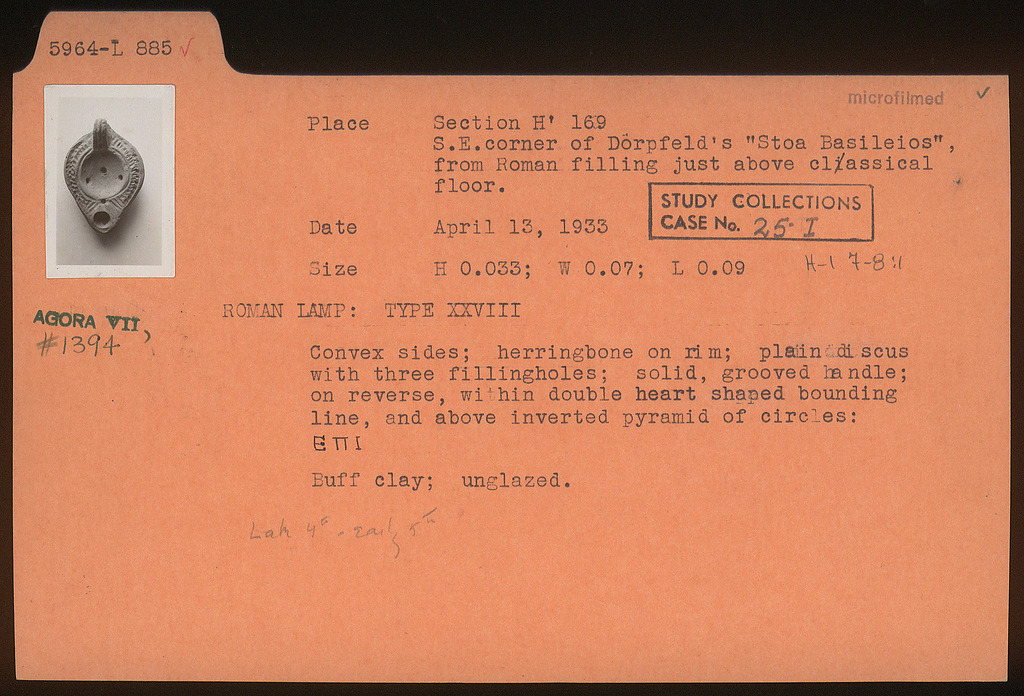 5964-L 885 ✓
microfilmed ✓
Place Section H' 169
S.E.corner of Dörpfeld's "Stoa Basileios",
from Roman filling just above classical
floor.
STUDY COLLECTIONS
CASE No. 25-I
Date April 13, 1933
Size H 0.033; W 0.07; L 0.09
H-1 7-8:1
AGORA VII,
#1394
ROMAN LAMP: TYPE XXVIII
Convex sides; herringbone on rim; plain discus
with three fillingholes; solid, grooved handle;
on reverse, within double heart shaped bounding
line, and above inverted pyramid of circles:
ΕΠΙ
Buff clay; unglazed.
Late 4th - early 5th